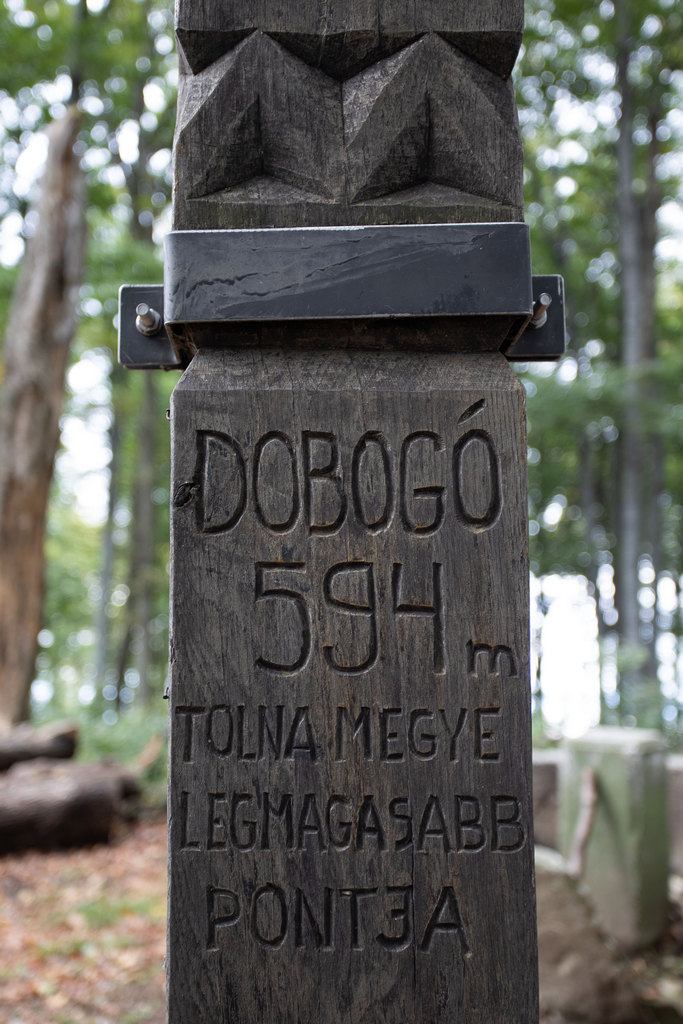 DOBOGÓ
594 m
TOLNA MEGYE
LEGMAGASABB
PONTJA